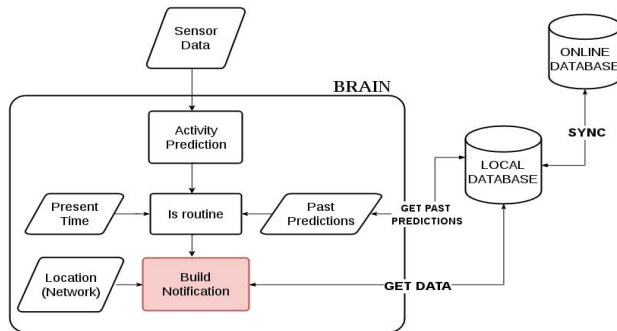 Sensor
Data
ONLINE
DATABASE
BRAIN
Activity
Prediction
SYNC
LOCAL
DATABASE
Present
Time
Is routine
Past
Predictions
GET PAST
PREDICTIONS
Location
(Network)
Build
Notification
GET DATA